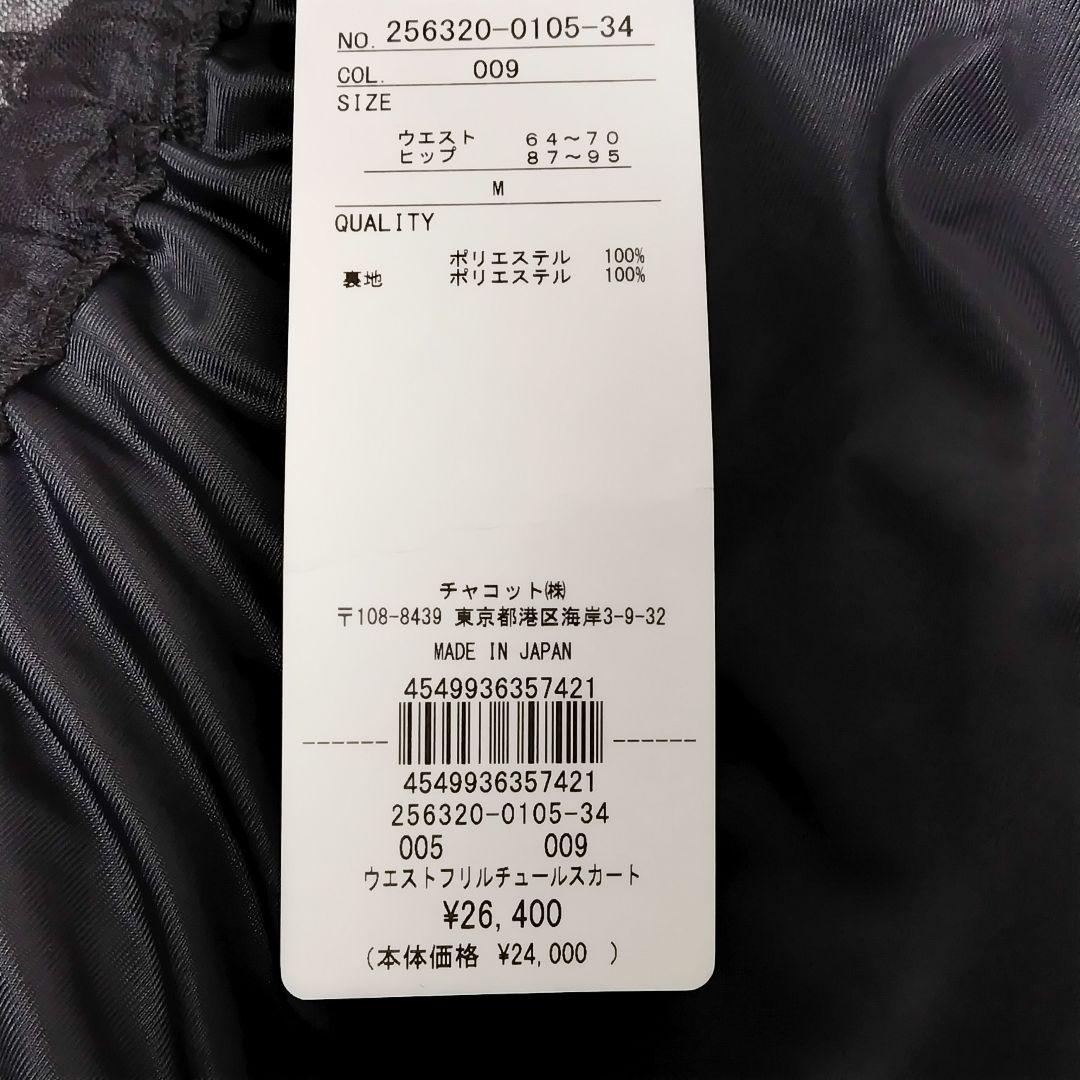 NO. 256320-0105-34
COL. 009
SIZE
ウエスト 64~70
ヒップ 87~95
M
QUALITY
ポリエステル 100%
裏地 ポリエステル 100%
チャコット㈱
〒108-8439 東京都港区海岸3-9-32
MADE IN JAPAN
4549936357421
4549936357421
256320-0105-34
005 009
ウエストフリルチュールスカート
¥26,400
(本体価格 ¥24,000 )